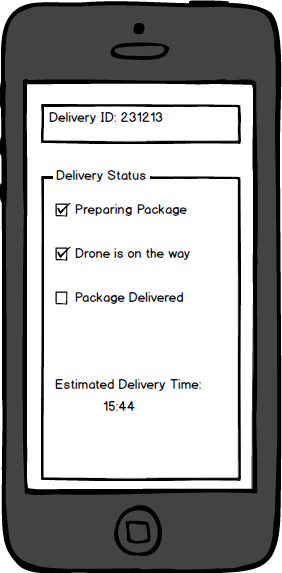 Delivery ID: 231213
Delivery Status
Preparing Package
Drone is on the way
Package Delivered
Estimated Delivery Time:
15:44